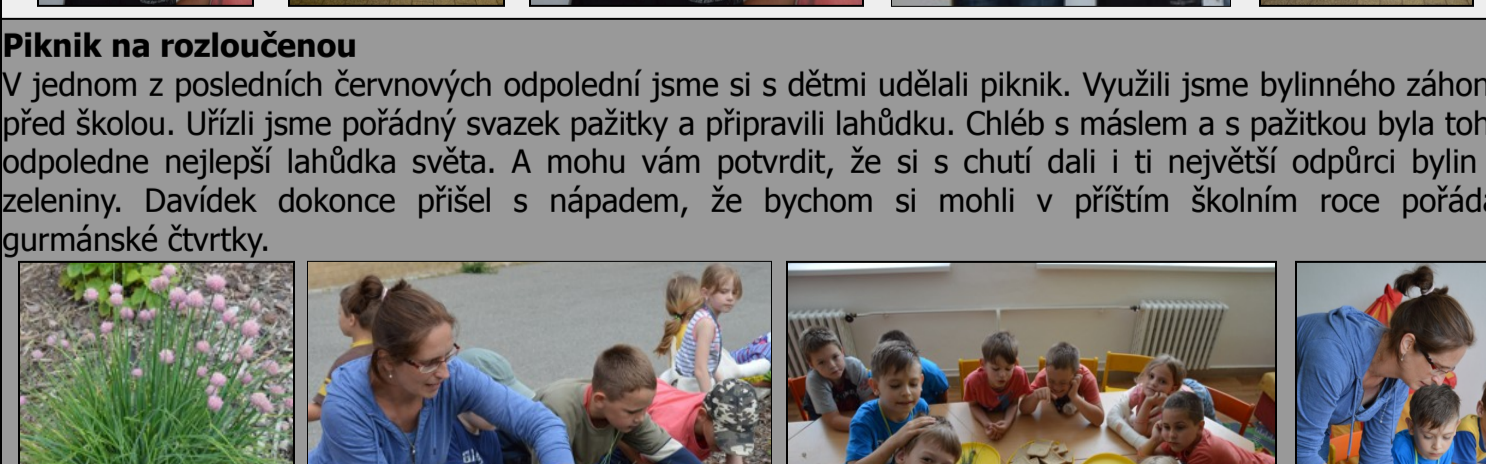 Piknik na rozloučenou
V jednom z posledních červnových odpolední jsme si s dětmi udělali piknik. Využili jsme bylinného záhon
před školou. Uřízli jsme pořádný svazek pažitky a připravili lahůdku. Chléb s máslem a s pažitkou byla toh
odpoledne nejlepší lahůdka světa. A mohu vám potvrdit, že si s chutí dali i ti největší odpůrci bylin
zeleniny. Davídek dokonce přišel s nápadem, že bychom si mohli v příštím školním roce pořáda
gurmánské čtvrtky.